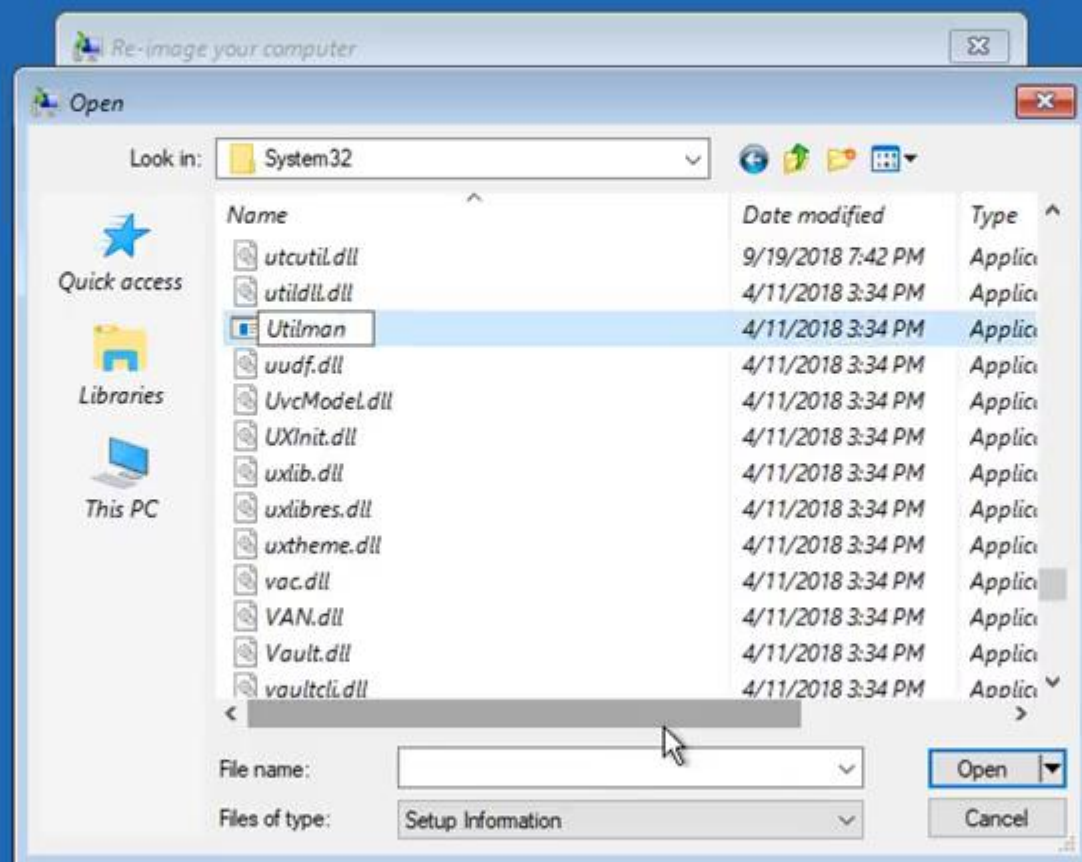 Re-image your computer
Open
Look in: System32
Name Date modified Type
utcutil.dll 9/19/2018 7:42 PM Applic
utildll.dll 4/11/2018 3:34 PM Applic
Utilman 4/11/2018 3:34 PM Applic
uudf.dll 4/11/2018 3:34 PM Applic
UvcModel.dll 4/11/2018 3:34 PM Applic
UXInit.dll 4/11/2018 3:34 PM Applic
uxlib.dll 4/11/2018 3:34 PM Applic
uxlibres.dll 4/11/2018 3:34 PM Applic
uxtheme.dll 4/11/2018 3:34 PM Applic
vac.dll 4/11/2018 3:34 PM Applic
VAN.dll 4/11/2018 3:34 PM Applic
Vault.dll 4/11/2018 3:34 PM Applic
vaultcli.dll 4/11/2018 3:34 PM Applic
Quick access
Libraries
This PC
File name: Open
Files of type: Setup Information Cancel